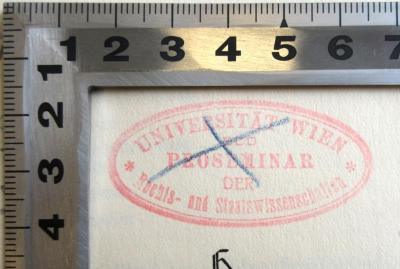 1 2 3 4 5 6 7
1
2
3
4
UNIVERSITÄT WIEN
PROSEMINAR
DER
Rechts- und Staatswissenschaften